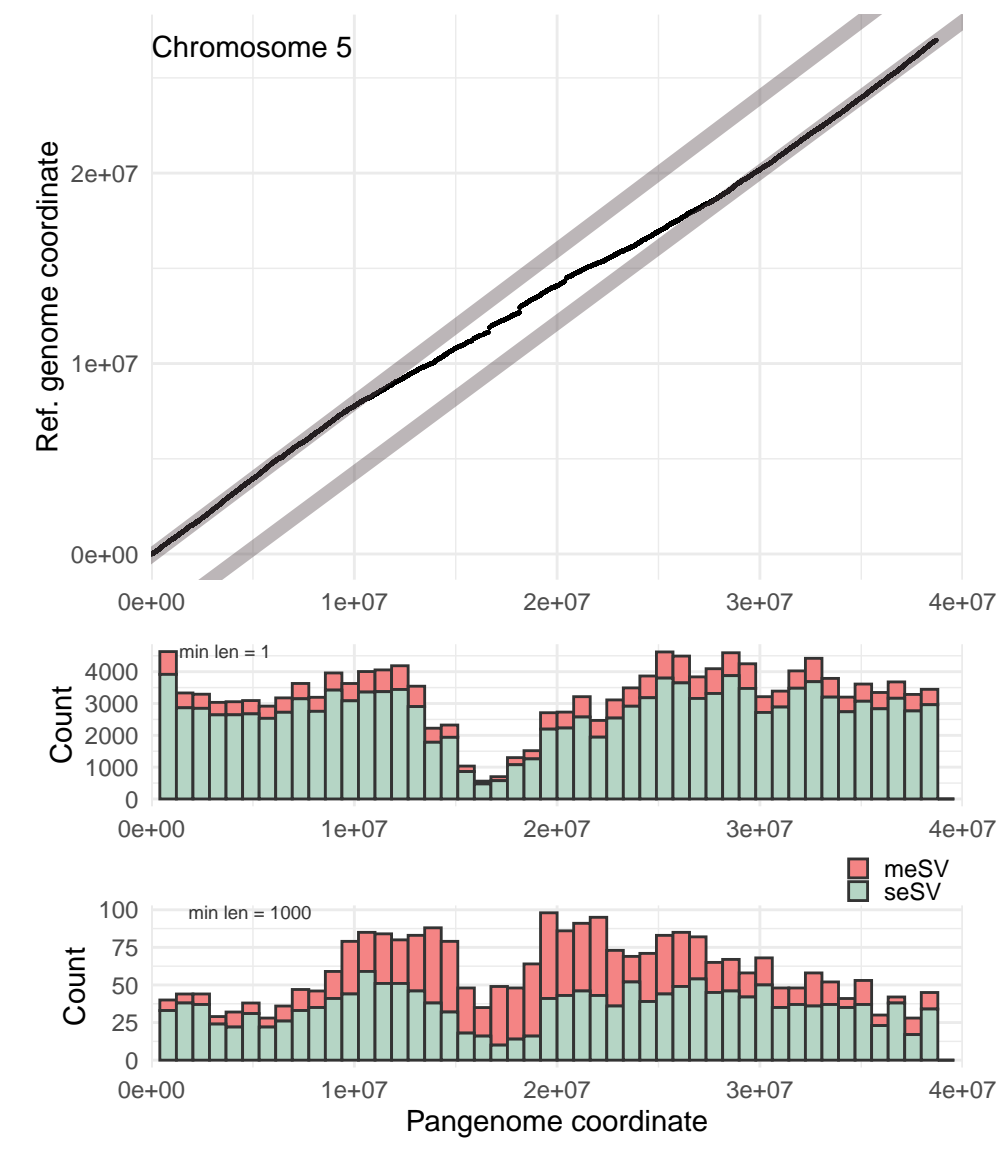 Chromosome 5
Ref. genome coordinate
2e+07
1e+07
0e+00
0e+00 1e+07 2e+07 3e+07 4e+07
min len = 1
Count
4000
3000
2000
1000
0
0e+00 1e+07 2e+07 3e+07 4e+07
meSV
seSV
min len = 1000
Count
100
75
50
25
0
0e+00 1e+07 2e+07 3e+07 4e+07
Pangenome coordinate